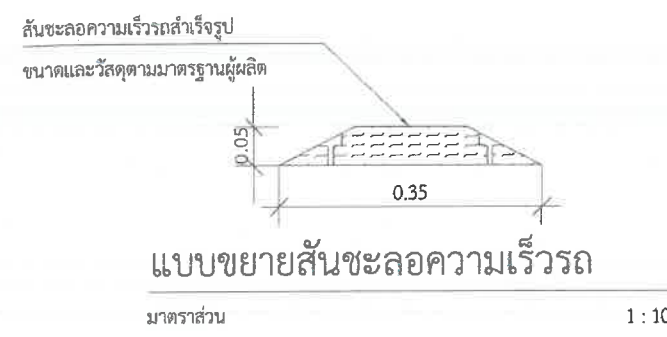 สันชะลอความเร็วรถสำเร็จรูป
ขนาดและวัสดุตามมาตรฐานผู้ผลิต
0.05
0.35
แบบขยายสันชะลอความเร็วรถ
มาตราส่วน 1 : 10